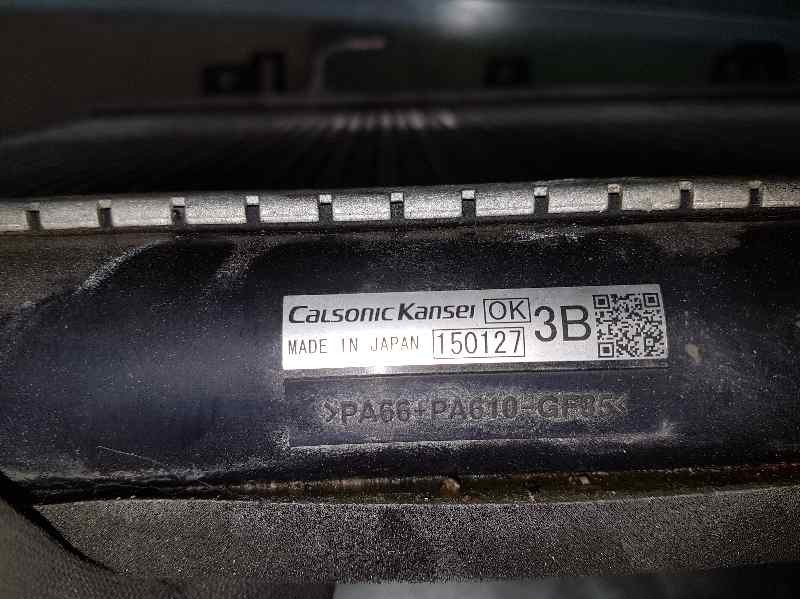 CALSONIC KANSEI OK 3B
MADE IN JAPAN 150127
>PA66+PA610-GF35<